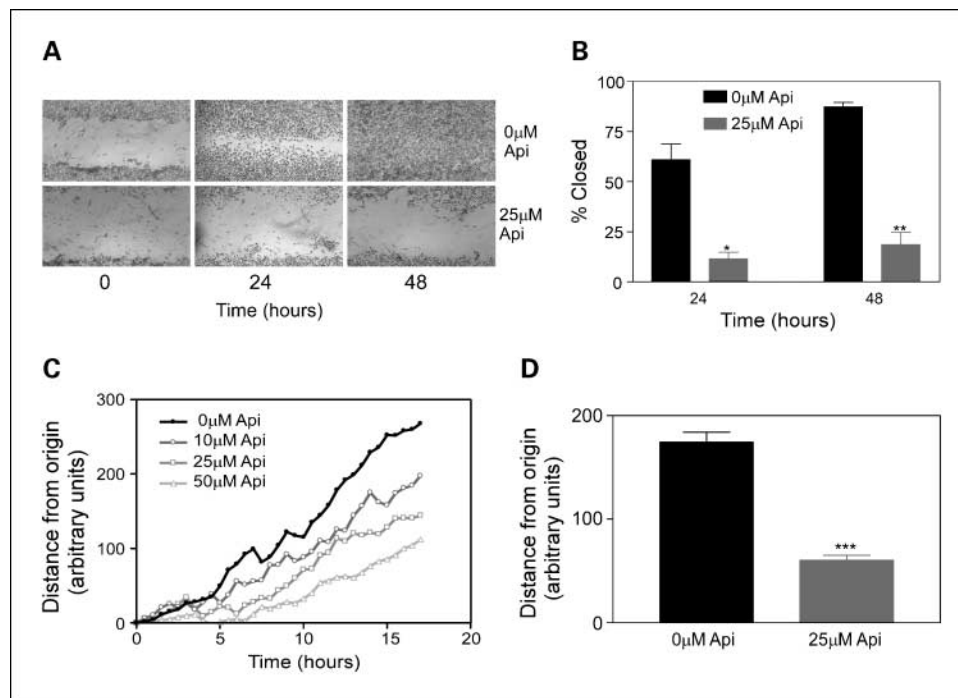 A
0μM
Api
25μM
Api
0
24
48
Time (hours)
B
100
75
50
25
0
% Closed
0μM Api
25μM Api
*
**
24
48
Time (hours)
C
300
200
100
0
Distance from origin
(arbitrary units)
0μM Api
10μM Api
25μM Api
50μM Api
0
5
10
15
20
Time (hours)
D
200
100
0
Distance from origin
(arbitrary units)
***
0μM Api
25μM Api